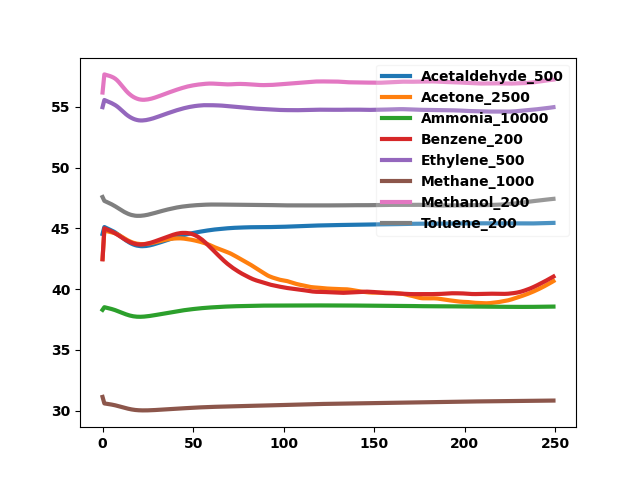 Acetaldehyde_500
Acetone_2500
Ammonia_10000
Benzene_200
Ethylene_500
Methane_1000
Methanol_200
Toluene_200
55
50
45
40
35
30
0 50 100 150 200 250